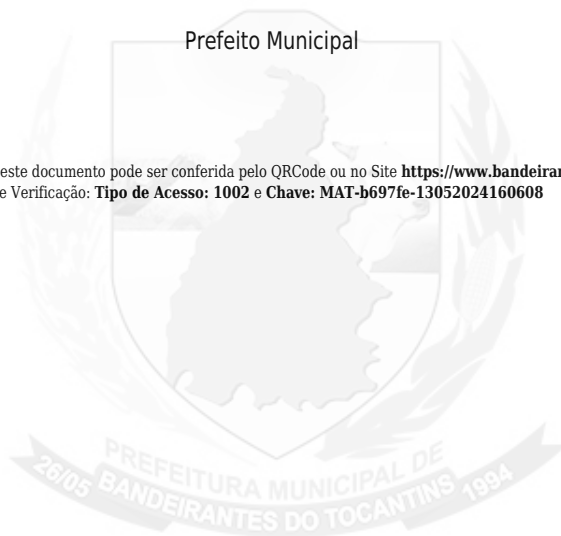 Prefeito Municipal
este documento pode ser conferida pelo QRCode ou no Site https://www.bandeiran
e Verificação: Tipo de Acesso: 1002 e Chave: MAT-b697fe-13052024160608
PREFEITURA MUNICIPAL DE
26/05 BANDEIRANTES DO TOCANTINS 1994